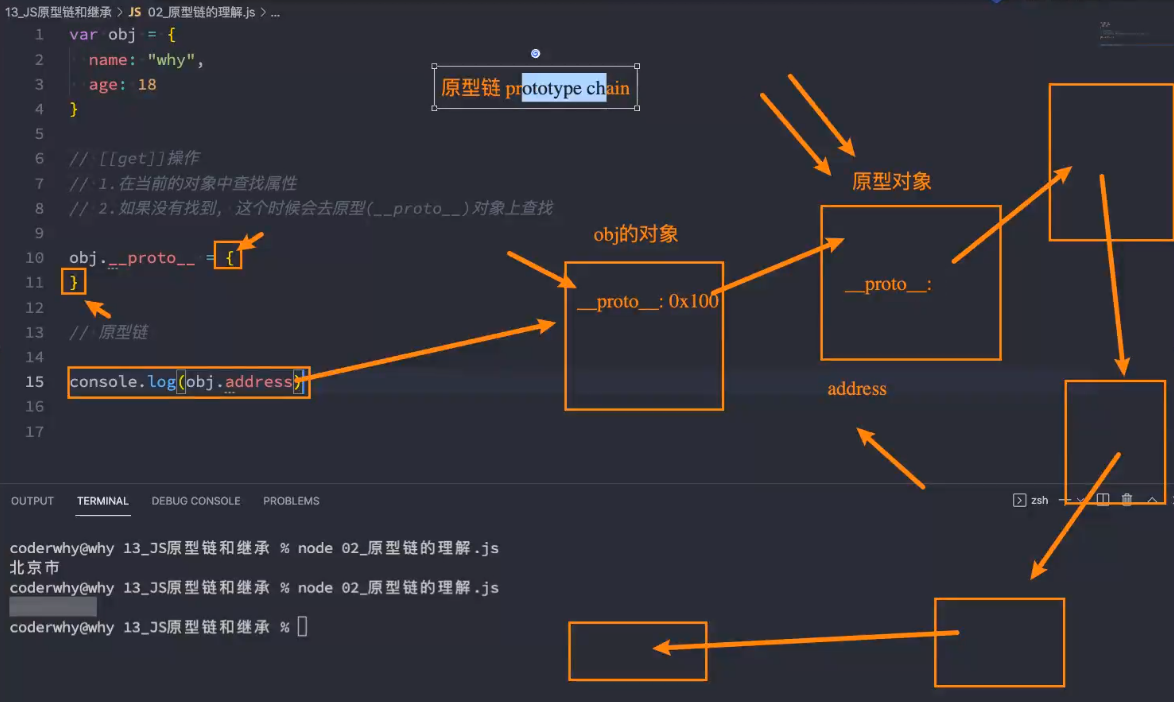 13_JS原型链和继承 > JS 02_原型链的理解.js > ...
1 var obj = {
2 name: "why",
3 age: 18
4 }
5
6 // [[get]]操作
7 // 1.在当前的对象中查找属性
8 // 2.如果没有找到, 这个时候会去原型(__proto__)对象上查找
9
10 obj.__proto__ = {
11 }
12
13 // 原型链
14
15 console.log(obj.address)
16
17
原型链 prototype chain
原型对象
obj的对象
__proto__: 0x100
__proto__:
address
OUTPUT TERMINAL DEBUG CONSOLE PROBLEMS
zsh
coderwhy@why 13_JS原型链和继承 % node 02_原型链的理解.js
北京市
coderwhy@why 13_JS原型链和继承 % node 02_原型链的理解.js
coderwhy@why 13_JS原型链和继承 %